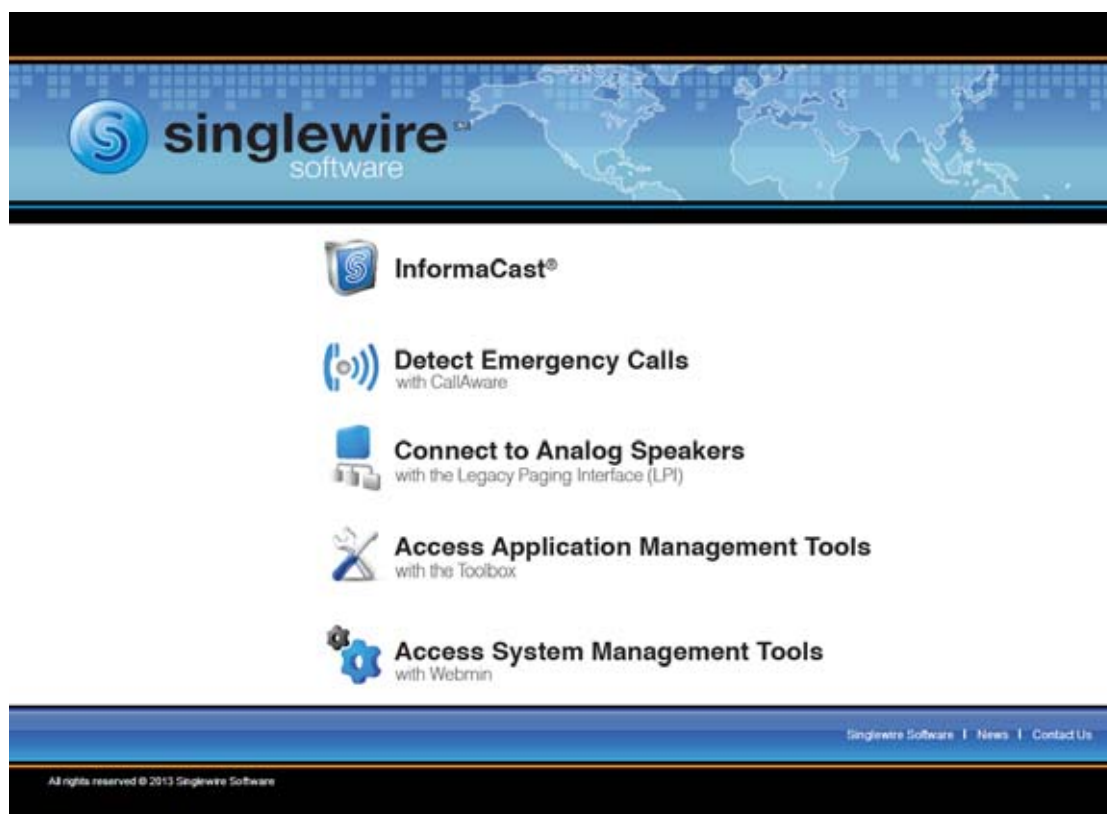 singlewire℠
software
InformaCast®
Detect Emergency Calls
with CallAware
Connect to Analog Speakers
with the Legacy Paging Interface (LPI)
Access Application Management Tools
with the Toolbox
Access System Management Tools
with Webmin
Singlewire Software | News | Contact Us
All rights reserved © 2013 Singlewire Software